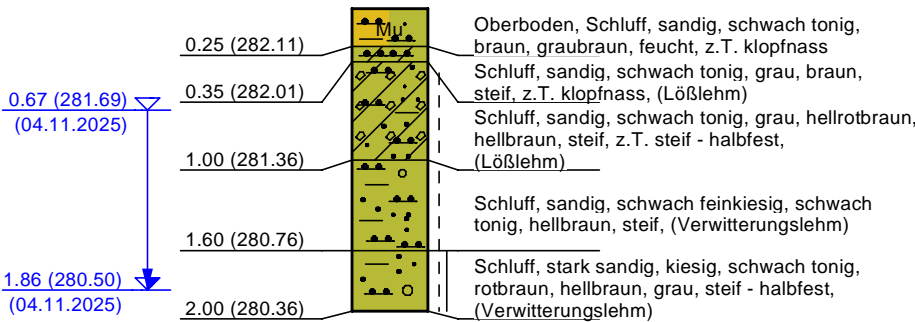 Mu
Oberboden, Schluff, sandig, schwach tonig,
braun, graubraun, feucht, z.T. klopfnass
0.25 (282.11)
Schluff, sandig, schwach tonig, grau, braun,
steif, z.T. klopfnass, (Lößlehm)
0.35 (282.01)
0.67 (281.69)
(04.11.2025)
Schluff, sandig, schwach tonig, grau, hellrotbraun,
hellbraun, steif, z.T. steif - halbfest,
(Lößlehm)
1.00 (281.36)
Schluff, sandig, schwach feinkiesig, schwach
tonig, hellbraun, steif, (Verwitterungslehm)
1.60 (280.76)
1.86 (280.50)
(04.11.2025)
Schluff, stark sandig, kiesig, schwach tonig,
rotbraun, hellbraun, grau, steif - halbfest,
(Verwitterungslehm)
2.00 (280.36)